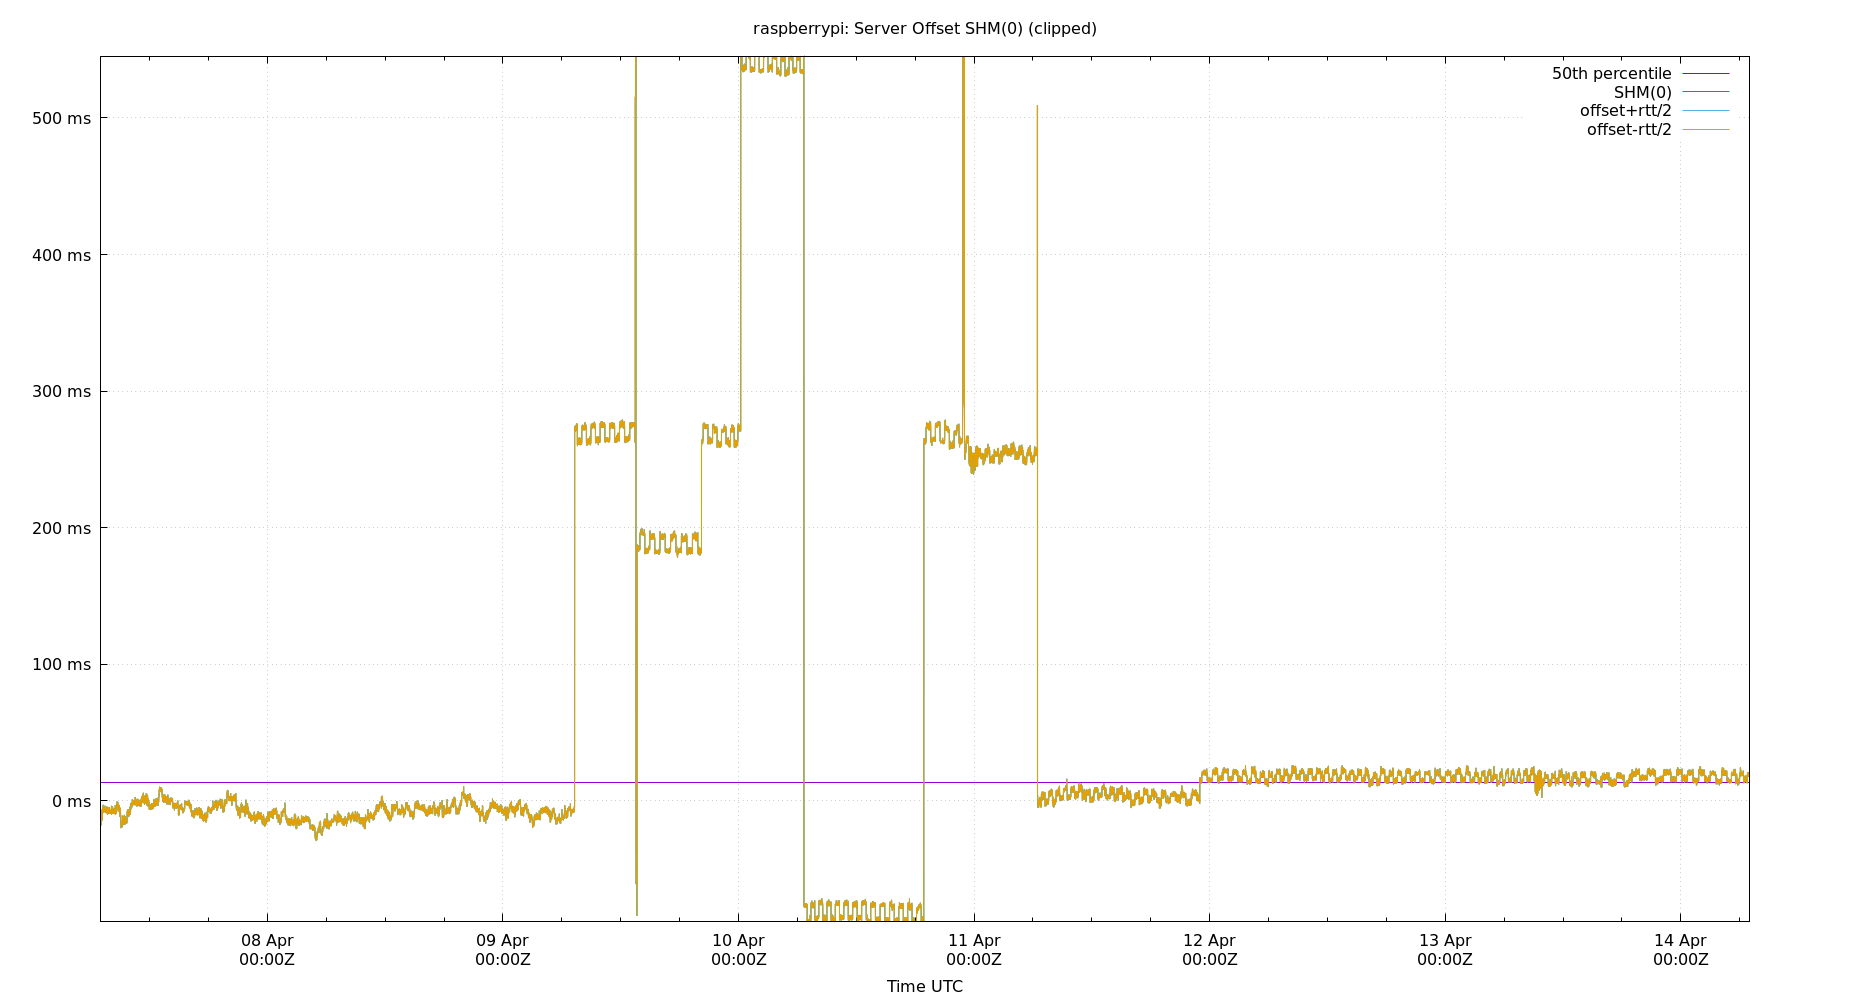 raspberrypi: Server Offset SHM(0) (clipped)
50th percentile
SHM(0)
offset+rtt/2
offset-rtt/2
500 ms
400 ms
300 ms
200 ms
100 ms
0 ms
08 Apr 09 Apr 10 Apr 11 Apr 12 Apr 13 Apr 14 Apr
00:00Z 00:00Z 00:00Z 00:00Z 00:00Z 00:00Z 00:00Z
Time UTC